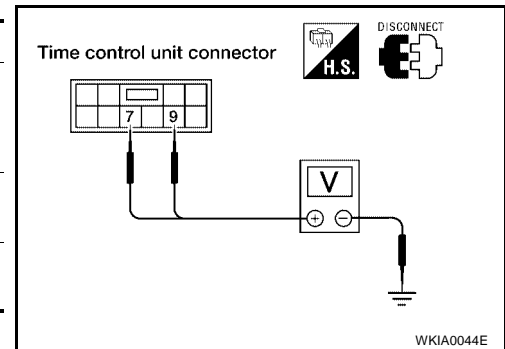 DISCONNECT
Time control unit connector
H.S.
7 9
V
+ −
WKIA0044E